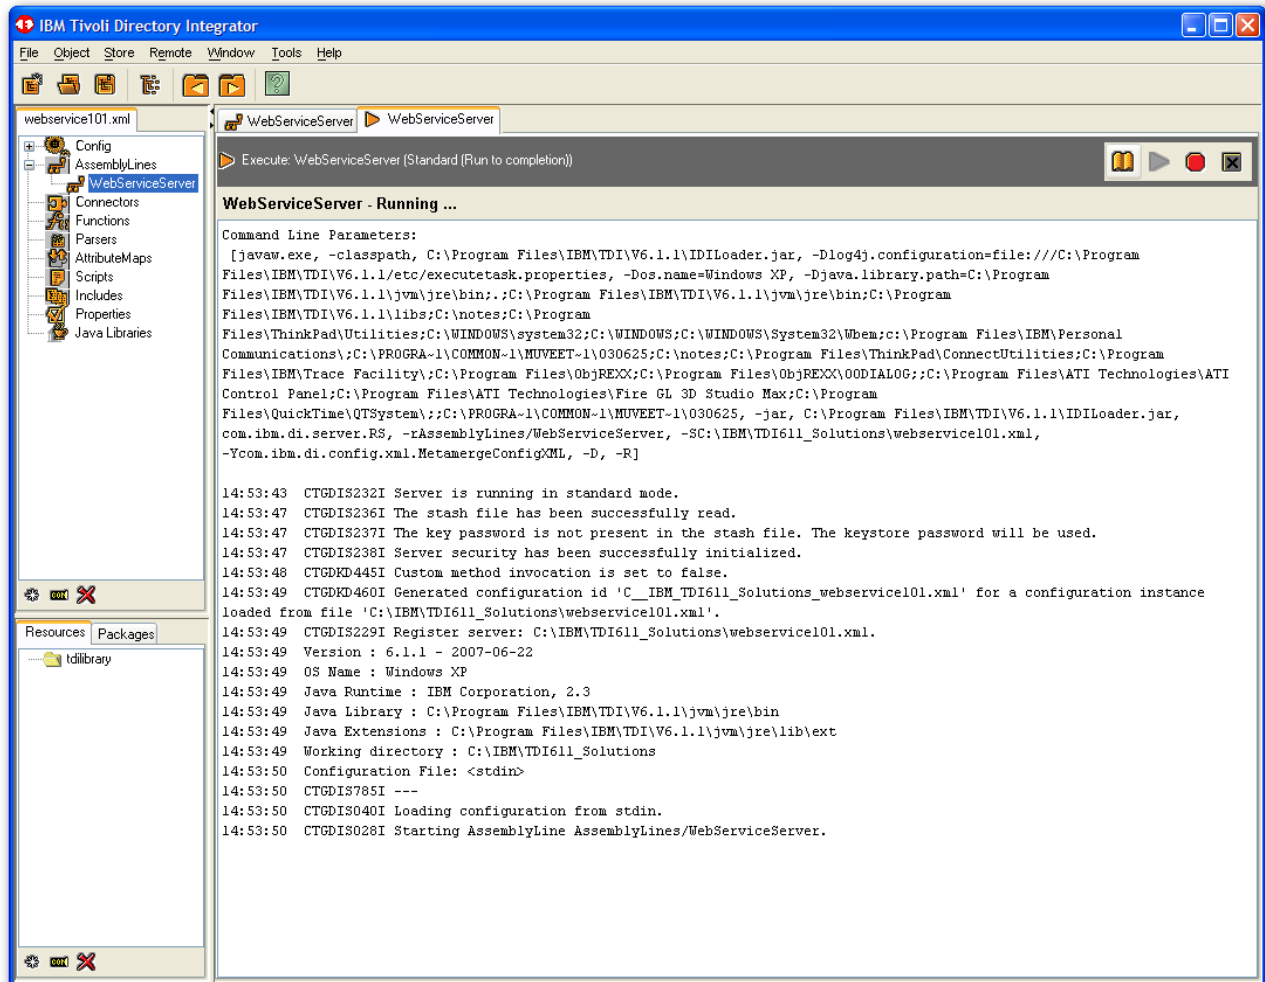 IBM Tivoli Directory Integrator
File Object Store Remote Window Tools Help
webservice101.xml
Config
AssemblyLines
WebServiceServer
Connectors
Functions
Parsers
AttributeMaps
Scripts
Includes
Properties
Java Libraries
Resources Packages
tdilibrary
WebServiceServer WebServiceServer
Execute: WebServiceServer (Standard (Run to completion))
WebServiceServer - Running ...
Command Line Parameters:
[javaw.exe, -classpath, C:\Program Files\IBM\TDI\V6.1.1\IDILoader.jar, -Dlog4j.configuration=file:///C:\Program
Files\IBM\TDI\V6.1.1/etc/executetask.properties, -Dos.name=Windows XP, -Djava.library.path=C:\Program
Files\IBM\TDI\V6.1.1\jvm\jre\bin;.;C:\Program Files\IBM\TDI\V6.1.1\jvm\jre\bin;C:\Program
Files\IBM\TDI\V6.1.1\libs;C:\notes;C:\Program
Files\ThinkPad\Utilities;C:\WINDOWS\system32;C:\WINDOWS;C:\WINDOWS\System32\Wbem;c:\Program Files\IBM\Personal
Communications\;C:\PROGRA~1\COMMON~1\MUVEET~1\030625;C:\notes;C:\Program Files\ThinkPad\ConnectUtilities;C:\Program
Files\IBM\Trace Facility\;C:\Program Files\ObjREXX;C:\Program Files\ObjREXX\OODIALOG;;C:\Program Files\ATI Technologies\ATI
Control Panel;C:\Program Files\ATI Technologies\Fire GL 3D Studio Max;C:\Program
Files\QuickTime\QTSystem\;;C:\PROGRA~1\COMMON~1\MUVEET~1\030625, -jar, C:\Program Files\IBM\TDI\V6.1.1\IDILoader.jar,
com.ibm.di.server.RS, -rAssemblyLines/WebServiceServer, -SC:\IBM\TDI611_Solutions\webservice101.xml,
-Ycom.ibm.di.config.xml.MetamergeConfigXML, -D, -R]
14:53:43 CTGDIS232I Server is running in standard mode.
14:53:47 CTGDIS236I The stash file has been successfully read.
14:53:47 CTGDIS237I The key password is not present in the stash file. The keystore password will be used.
14:53:47 CTGDIS238I Server security has been successfully initialized.
14:53:48 CTGDKD445I Custom method invocation is set to false.
14:53:49 CTGDKD460I Generated configuration id 'C__IBM_TDI611_Solutions_webservice101.xml' for a configuration instance
loaded from file 'C:\IBM\TDI611_Solutions\webservice101.xml'.
14:53:49 CTGDIS229I Register server: C:\IBM\TDI611_Solutions\webservice101.xml.
14:53:49 Version : 6.1.1 - 2007-06-22
14:53:49 OS Name : Windows XP
14:53:49 Java Runtime : IBM Corporation, 2.3
14:53:49 Java Library : C:\Program Files\IBM\TDI\V6.1.1\jvm\jre\bin
14:53:49 Java Extensions : C:\Program Files\IBM\TDI\V6.1.1\jvm\jre\lib\ext
14:53:49 Working directory : C:\IBM\TDI611_Solutions
14:53:50 Configuration File: <stdin>
14:53:50 CTGDIS785I ---
14:53:50 CTGDIS040I Loading configuration from stdin.
14:53:50 CTGDIS028I Starting AssemblyLine AssemblyLines/WebServiceServer.